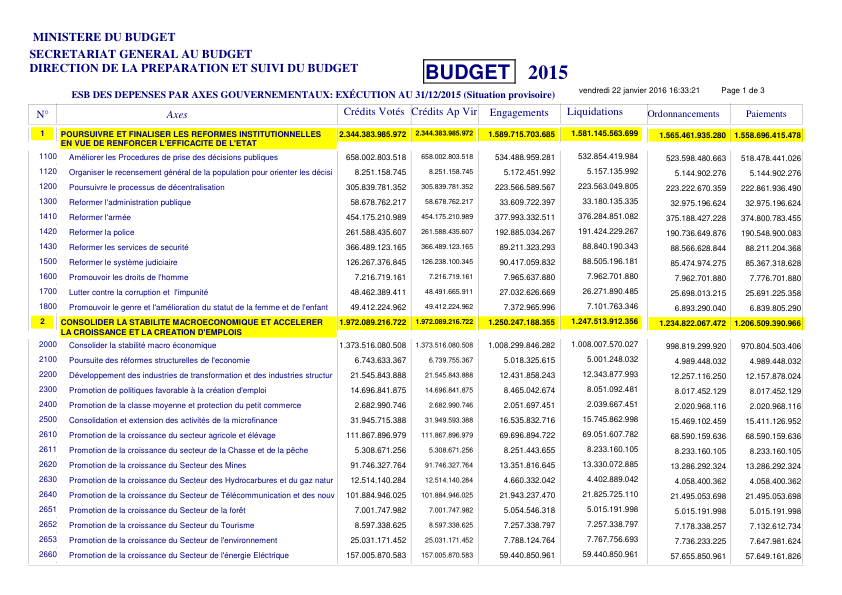 MINISTERE DU BUDGET
SECRETARIAT GENERAL AU BUDGET
DIRECTION DE LA PREPARATION ET SUIVI DU BUDGET
BUDGET 2015
vendredi 22 janvier 2016 16:33:21 Page 1 de 3
ESB DES DEPENSES PAR AXES GOUVERNEMENTAUX: EXÉCUTION AU 31/12/2015 (Situation provisoire)
N° Axes Crédits Votés Crédits Ap Vir Engagements Liquidations Ordonnancements Paiements
1 POURSUIVRE ET FINALISER LES REFORMES INSTITUTIONNELLES 2.344.383.985.972 2.344.383.985.972 1.589.715.703.685 1.581.145.563.699 1.565.461.935.280 1.558.696.415.478
EN VUE DE RENFORCER L'EFFICACITE DE L'ETAT
1100 Améliorer les Procedures de prise des décisions publiques 658.002.803.518 658.002.803.518 534.488.959.281 532.854.419.984 523.598.480.663 518.478.441.026
1120 Organiser le recensement général de la population pour orienter les décisi 8.251.158.745 8.251.158.745 5.172.451.992 5.157.135.992 5.144.902.276 5.144.902.276
1200 Poursuivre le processus de décentralisation 305.839.781.352 305.839.781.352 223.566.589.567 223.563.049.805 223.222.670.359 222.861.936.490
1300 Reformer l'administration publique 58.678.762.217 58.678.762.217 33.609.722.397 33.180.135.335 32.975.196.624 32.975.196.624
1410 Reformer l'armée 454.175.210.989 454.175.210.989 377.993.332.511 376.284.851.082 375.188.427.228 374.800.783.455
1420 Reformer la police 261.588.435.607 261.588.435.607 192.885.034.267 191.424.229.267 190.736.649.876 190.548.900.083
1430 Reformer les services de securité 366.489.123.165 366.489.123.165 89.211.323.293 88.840.190.343 88.566.628.844 88.211.204.368
1500 Reformer le système judiciaire 126.267.376.845 126.238.100.345 90.417.059.832 88.505.196.181 85.474.974.275 85.367.318.628
1600 Promouvoir les droits de l'homme 7.216.719.161 7.216.719.161 7.965.637.880 7.962.701.880 7.962.701.880 7.776.701.880
1700 Lutter contre la corruption et l'impunité 48.462.389.411 48.491.665.911 27.032.626.669 26.271.890.485 25.698.013.215 25.691.225.358
1800 Promouvoir le genre et l'amélioration du statut de la femme et de l'enfant 49.412.224.962 49.412.224.962 7.372.965.996 7.101.763.346 6.893.290.040 6.839.805.290
2 CONSOLIDER LA STABILITE MACROECONOMIQUE ET ACCELERER 1.972.089.216.722 1.972.089.216.722 1.250.247.188.355 1.247.513.912.356 1.234.822.067.472 1.206.509.390.966
LA CROISSANCE ET LA CREATION D'EMPLOIS
2000 Consolider la stabilité macro économique 1.373.516.080.508 1.373.516.080.508 1.008.299.846.282 1.008.007.570.027 998.819.299.920 970.804.503.406
2100 Poursuite des réformes structurelles de l'economie 6.743.633.367 6.739.755.367 5.018.325.615 5.001.248.032 4.989.448.032 4.989.448.032
2200 Développement des industries de transformation et des industries structur 21.545.843.888 21.545.843.888 12.431.858.243 12.343.877.993 12.257.116.250 12.157.878.024
2300 Promotion de politiques favorable à la création d'emploi 14.696.841.875 14.696.841.875 8.465.042.674 8.051.092.481 8.017.452.129 8.017.452.129
2400 Promotion de la classe moyenne et protection du petit commerce 2.682.990.746 2.682.990.746 2.051.697.451 2.039.667.451 2.020.968.116 2.020.968.116
2500 Consolidation et extension des activités de la microfinance 31.945.715.388 31.949.593.388 16.535.832.716 15.745.862.998 15.469.102.459 15.411.126.952
2610 Promotion de la croissance du secteur agricole et élévage 111.867.896.979 111.867.896.979 69.696.894.722 69.051.607.782 68.590.159.636 68.590.159.636
2611 Promotion de la croissance du secteur de la Chasse et de la pêche 5.308.671.256 5.308.671.256 8.251.443.655 8.233.160.105 8.233.160.105 8.233.160.105
2620 Promotion de la croissance du Secteur des Mines 91.746.327.764 91.746.327.764 13.351.816.645 13.330.072.885 13.286.292.324 13.286.292.324
2630 Promotion de la croissance du Secteur des Hydrocarbures et du gaz natur 12.514.140.284 12.514.140.284 4.660.332.042 4.402.889.042 4.058.400.362 4.058.400.362
2640 Promotion de la croissance du Secteur de Télécommunication et des nouv 101.884.946.025 101.884.946.025 21.943.237.470 21.825.725.110 21.495.053.698 21.495.053.698
2651 Promotion de la croissance du Secteur de la forêt 7.001.747.982 7.001.747.982 5.054.546.318 5.015.191.998 5.015.191.998 5.015.191.998
2652 Promotion de la croissance du Secteur du Tourisme 8.597.338.625 8.597.338.625 7.257.338.797 7.257.338.797 7.178.338.257 7.132.612.734
2653 Promotion de la croissance du Secteur de l'environnement 25.031.171.452 25.031.171.452 7.788.124.764 7.767.756.693 7.736.233.225 7.647.981.624
2660 Promotion de la croissance du Secteur de l'énergie Eléctrique 157.005.870.583 157.005.870.583 59.440.850.961 59.440.850.961 57.655.850.961 57.649.161.826